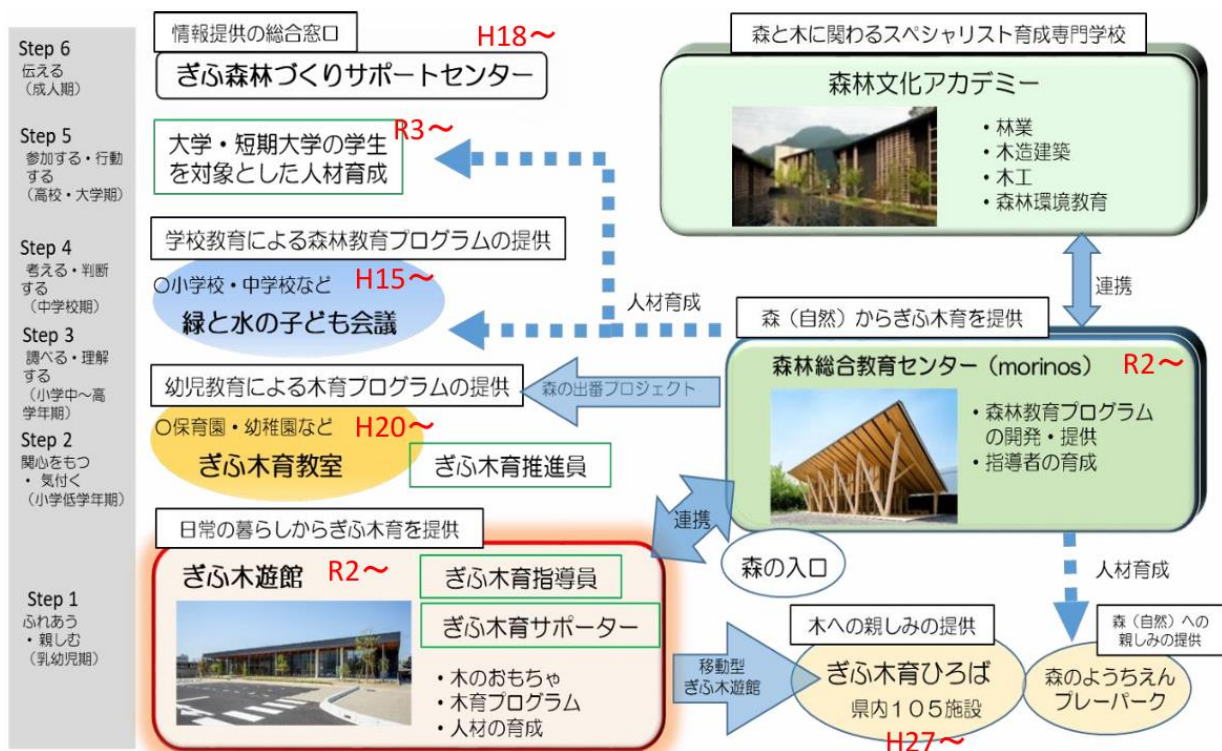 Step 6
伝える
(成人期)
Step 5
参加する・行動
する
(高校・大学期)
Step 4
考える・判断
する
(中学校期)
Step 3
調べる・理解
する
(小学中～高
学年期)
Step 2
関心をもつ
・気付く
(小学低学年期)
Step 1
ふれあう
・親しむ
(乳幼児期)
情報提供の総合窓口
H18～
ぎふ森林づくりサポートセンター
大学・短期大学の学生
を対象とした人材育成
R3～
学校教育による森林教育プログラムの提供
○小学校・中学校など
H15～
緑と水の子ども会議
人材育成
幼児教育による木育プログラムの提供
森の出番プロジェクト
○保育園・幼稚園など
H20～
ぎふ木育教室
ぎふ木育推進員
日常の暮らしからぎふ木育を提供
ぎふ木遊館
R2～
ぎふ木育指導員
ぎふ木育サポーター
・木のおもちゃ
・木育プログラム
・人材の育成
森と木に関わるスペシャリスト育成専門学校
森林文化アカデミー
・林業
・木造建築
・木工
・森林環境教育
連携
森（自然）からぎふ木育を提供
森林総合教育センター（morinos）
R2～
・森林教育プログラム
の開発・提供
・指導者の育成
連携
森の入口
人材育成
移動型
ぎふ木遊館
木への親しみの提供
ぎふ木育ひろば
県内１０５施設
H27～
森（自然）への
親しみの提供
森のようちえん
プレーパーク